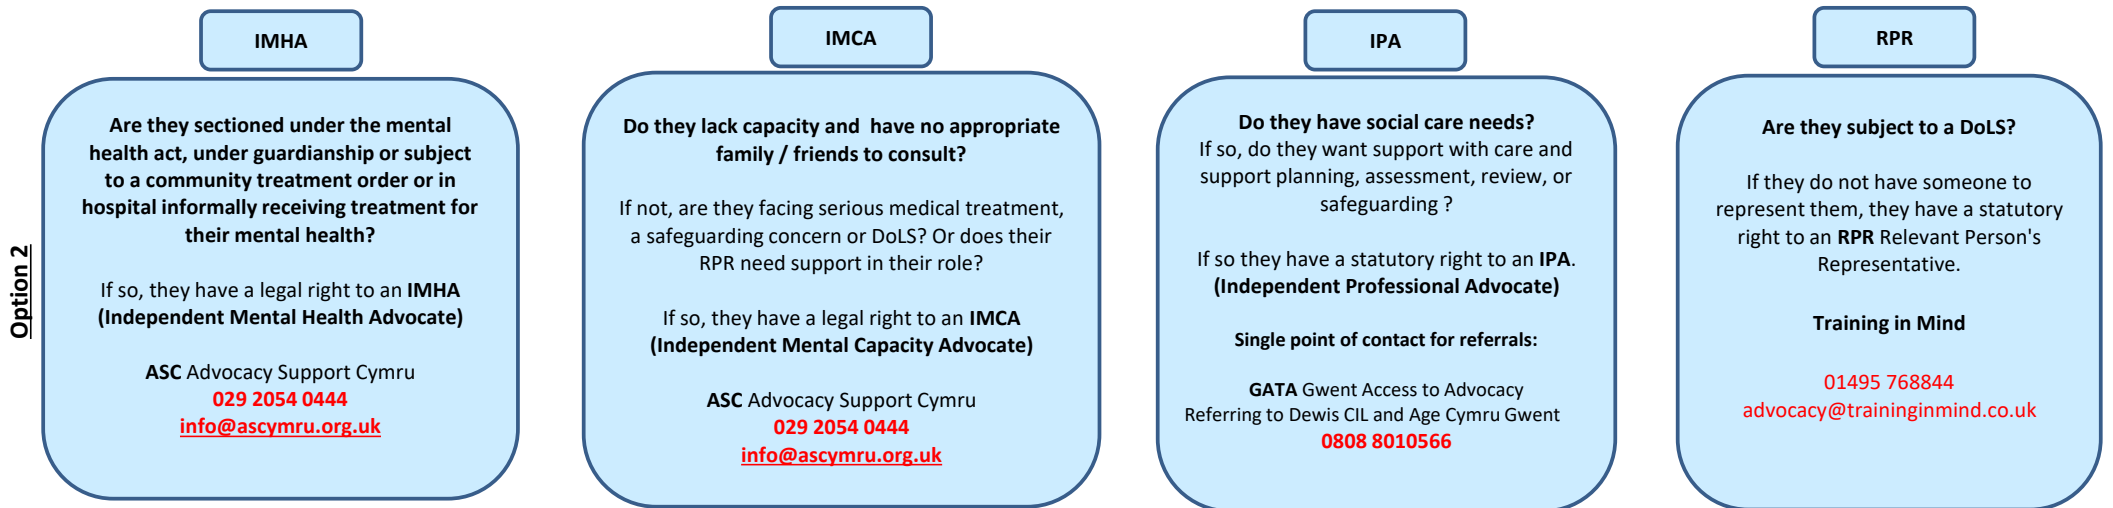 Option 2
IMHA
Are they sectioned under the mental
health act, under guardianship or subject
to a community treatment order or in
hospital informally receiving treatment for
their mental health?
If so, they have a legal right to an IMHA
(Independent Mental Health Advocate)
ASC Advocacy Support Cymru
029 2054 0444
info@ascymru.org.uk
IMCA
Do they lack capacity and have no appropriate
family / friends to consult?
If not, are they facing serious medical treatment,
a safeguarding concern or DoLS? Or does their
RPR need support in their role?
If so, they have a legal right to an IMCA
(Independent Mental Capacity Advocate)
ASC Advocacy Support Cymru
029 2054 0444
info@ascymru.org.uk
IPA
Do they have social care needs?
If so, do they want support with care and
support planning, assessment, review, or
safeguarding ?
If so they have a statutory right to an IPA.
(Independent Professional Advocate)
Single point of contact for referrals:
GATA Gwent Access to Advocacy
Referring to Dewis CIL and Age Cymru Gwent
0808 8010566
RPR
Are they subject to a DoLS?
If they do not have someone to
represent them, they have a statutory
right to an RPR Relevant Person's
Representative.
Training in Mind
01495 768844
advocacy@traininginmind.co.uk